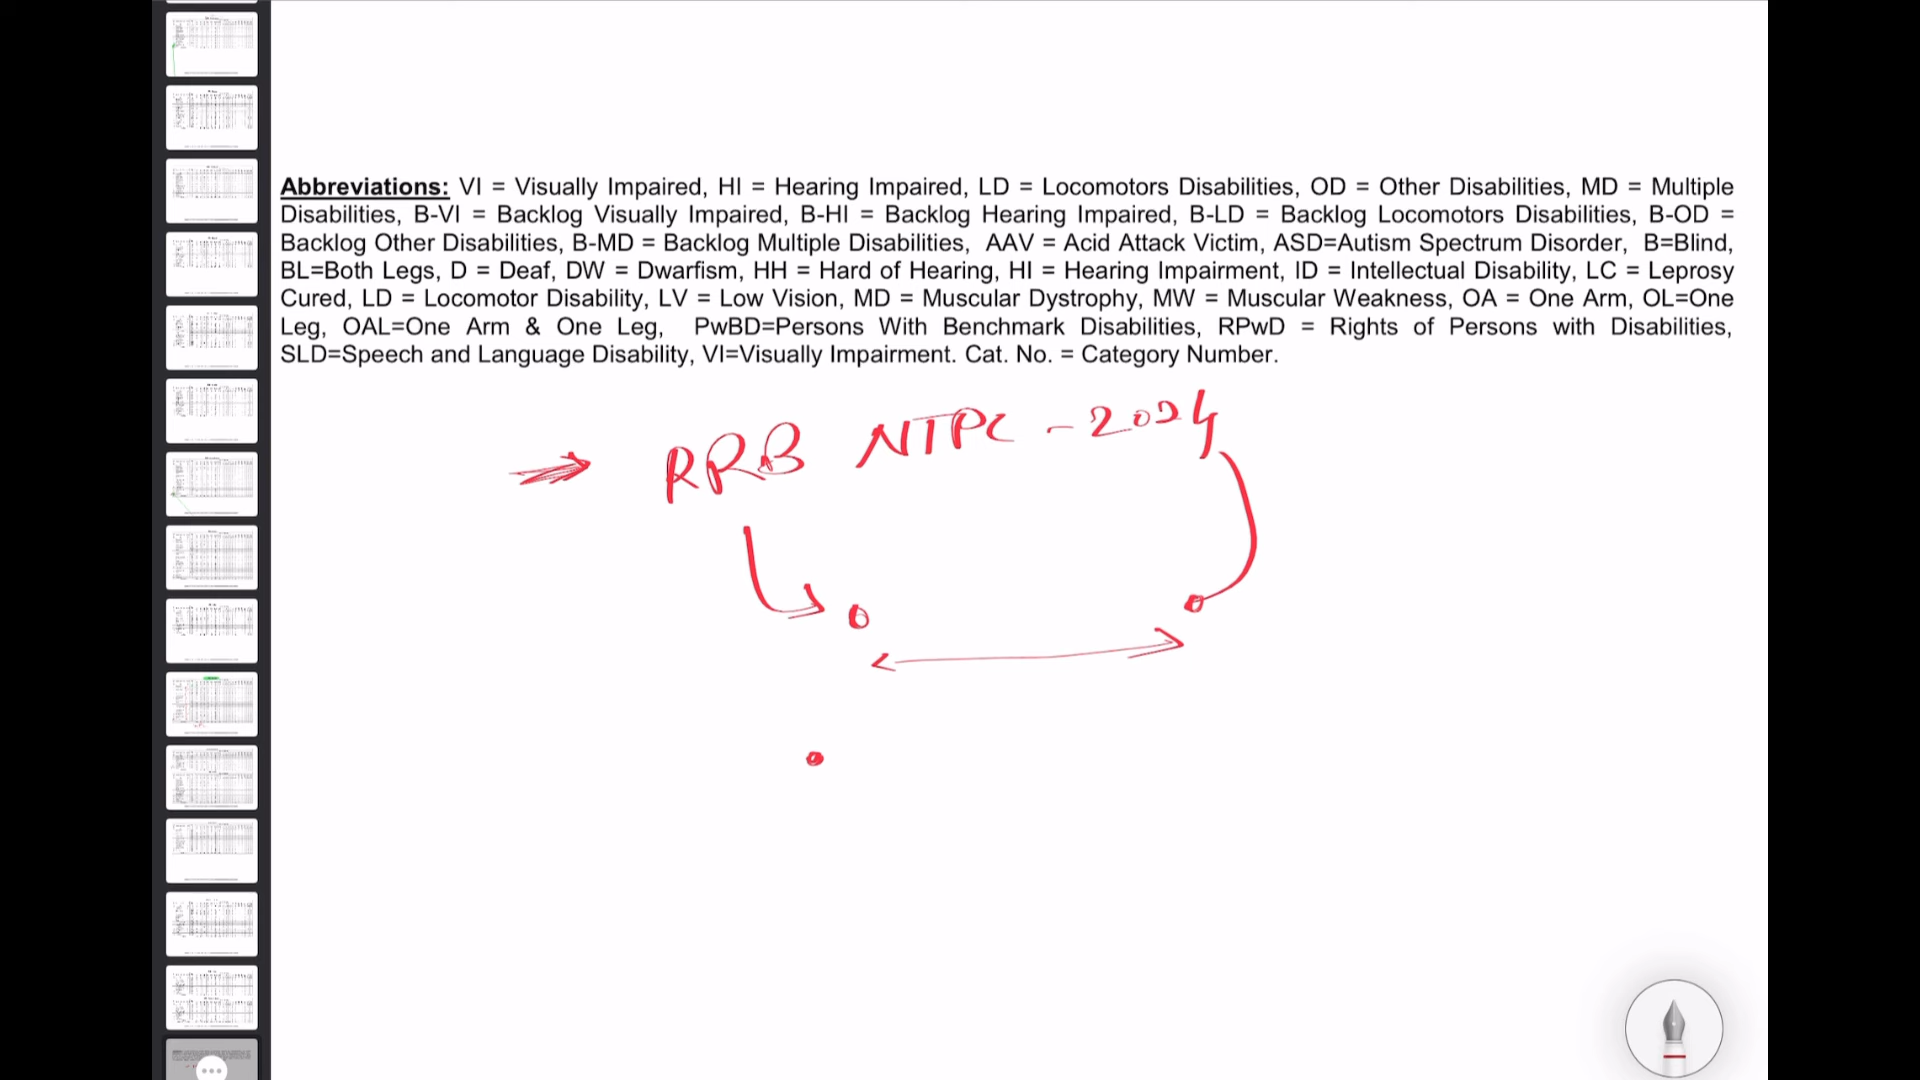 Abbreviations: VI = Visually Impaired, HI = Hearing Impaired, LD = Locomotors Disabilities, OD = Other Disabilities, MD = Multiple
Disabilities, B-VI = Backlog Visually Impaired, B-HI = Backlog Hearing Impaired, B-LD = Backlog Locomotors Disabilities, B-OD =
Backlog Other Disabilities, B-MD = Backlog Multiple Disabilities, AAV = Acid Attack Victim, ASD=Autism Spectrum Disorder, B=Blind,
BL=Both Legs, D = Deaf, DW = Dwarfism, HH = Hard of Hearing, HI = Hearing Impairment, ID = Intellectual Disability, LC = Leprosy
Cured, LD = Locomotor Disability, LV = Low Vision, MD = Muscular Dystrophy, MW = Muscular Weakness, OA = One Arm, OL=One
Leg, OAL=One Arm & One Leg, PwBD=Persons With Benchmark Disabilities, RPwD = Rights of Persons with Disabilities,
SLD=Speech and Language Disability, VI=Visually Impairment. Cat. No. = Category Number.
RRB NTPC - 2024